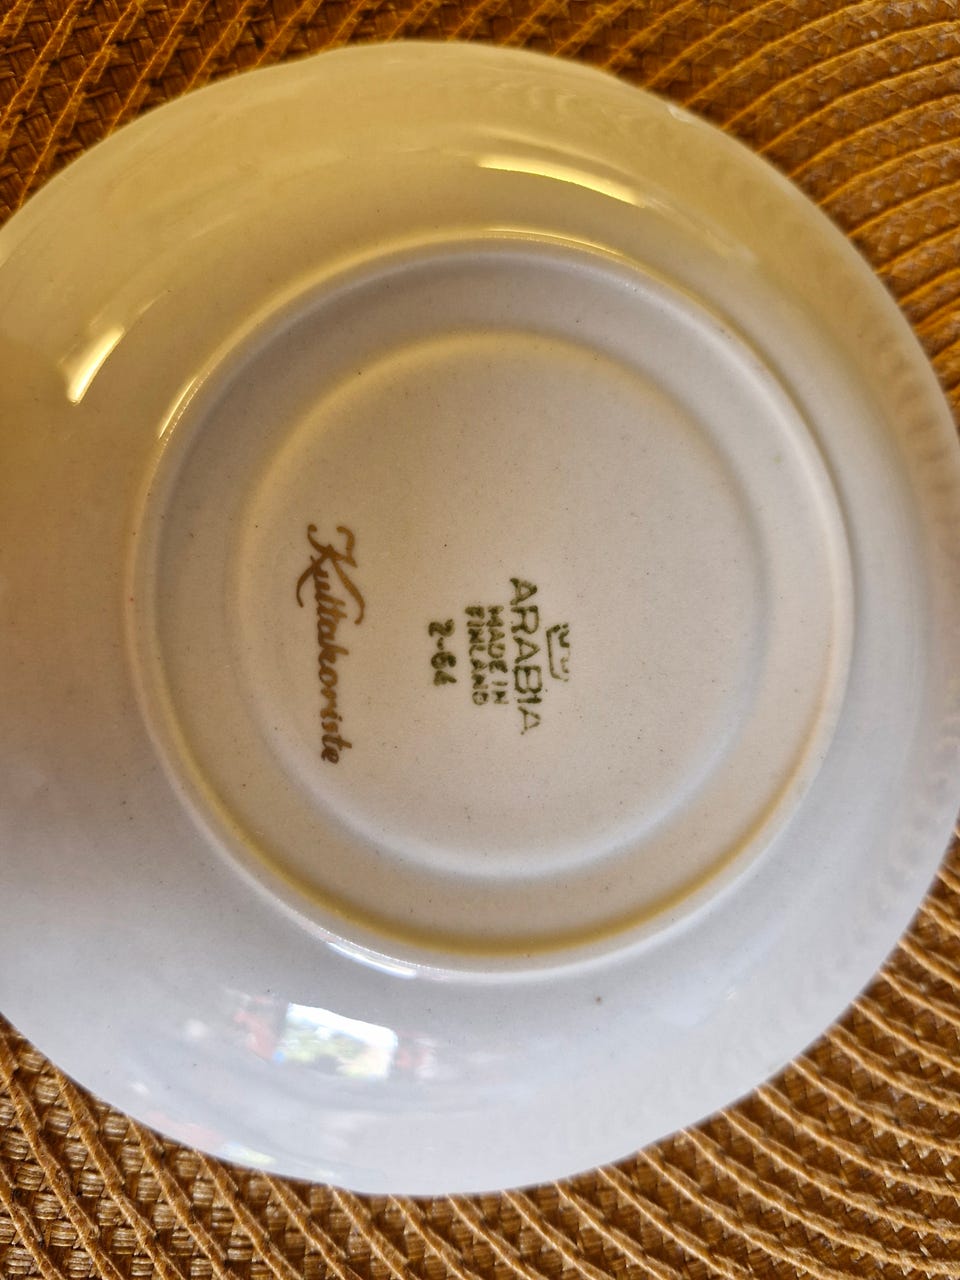 ARABIA
MADE IN
FINLAND
2-64
Kultakoriste